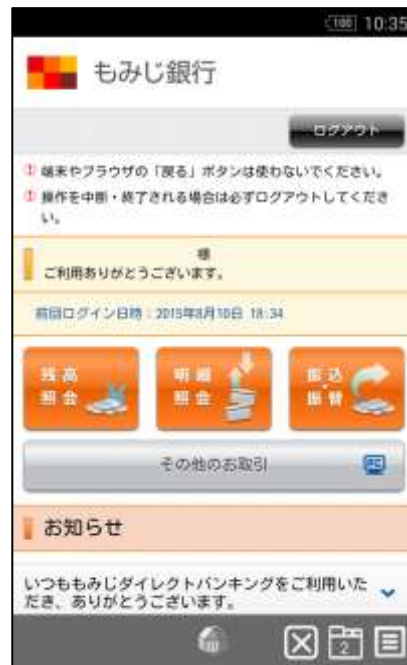 100 10:35
もみじ銀行
ログアウト
! 端末やブラウザの「戻る」ボタンは使わないでください。
! 操作を中断・終了される場合は必ずログアウトしてくださ
い。
様
ご利用ありがとうございます。
前回ログイン日時:2015年8月10日 18:34
残高
照会
明細
照会
振込・
振替
その他のお取引
PC
お知らせ
いつももみじダイレクトバンキングをご利用いた
だき、ありがとうございます。
2